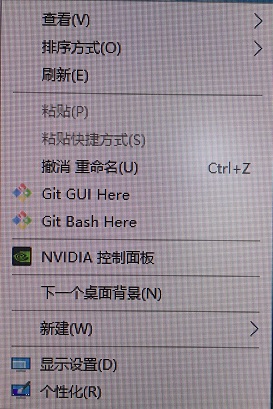 查看(V)
排序方式(O)
刷新(E)
粘贴(P)
粘贴快捷方式(S)
撤消 重命名(U) Ctrl+Z
Git GUI Here
Git Bash Here
NVIDIA 控制面板
下一个桌面背景(N)
新建(W)
显示设置(D)
个性化(R)